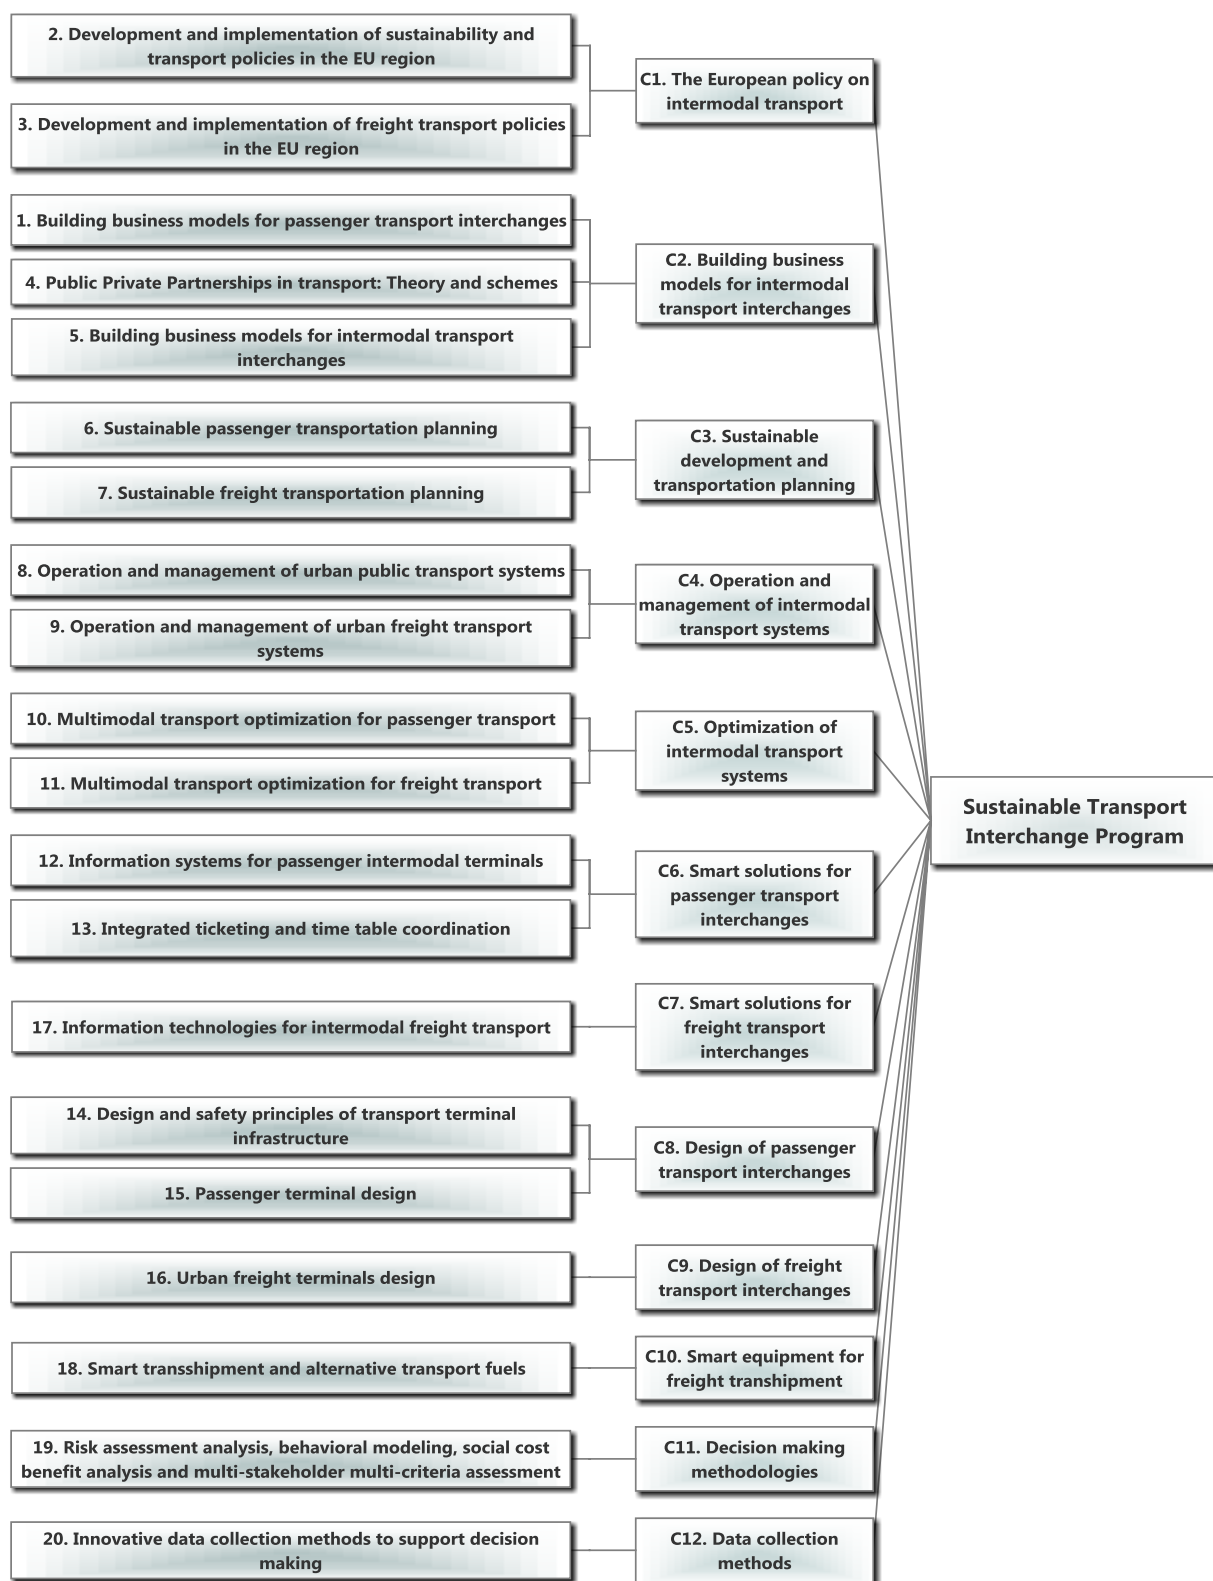 2. Development and implementation of sustainability and
transport policies in the EU region
3. Development and implementation of freight transport policies
in the EU region
C1. The European policy on
intermodal transport
1. Building business models for passenger transport interchanges
4. Public Private Partnerships in transport: Theory and schemes
5. Building business models for intermodal transport
interchanges
C2. Building business
models for intermodal
transport interchanges
6. Sustainable passenger transportation planning
7. Sustainable freight transportation planning
C3. Sustainable
development and
transportation planning
8. Operation and management of urban public transport systems
9. Operation and management of urban freight transport
systems
C4. Operation and
management of intermodal
transport systems
10. Multimodal transport optimization for passenger transport
11. Multimodal transport optimization for freight transport
C5. Optimization of
intermodal transport
systems
12. Information systems for passenger intermodal terminals
13. Integrated ticketing and time table coordination
C6. Smart solutions for
passenger transport
interchanges
17. Information technologies for intermodal freight transport
C7. Smart solutions for
freight transport
interchanges
14. Design and safety principles of transport terminal
infrastructure
15. Passenger terminal design
C8. Design of passenger
transport interchanges
16. Urban freight terminals design
C9. Design of freight
transport interchanges
18. Smart transshipment and alternative transport fuels
C10. Smart equipment for
freight transhipment
19. Risk assessment analysis, behavioral modeling, social cost
benefit analysis and multi-stakeholder multi-criteria assessment
C11. Decision making
methodologies
20. Innovative data collection methods to support decision
making
C12. Data collection
methods
Sustainable Transport
Interchange Program